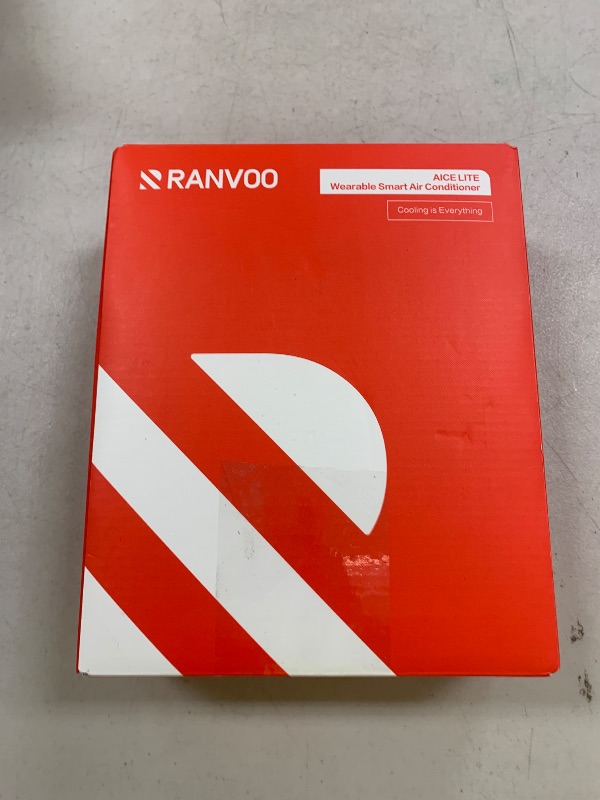 RANVOO
AICE LITE
Wearable Smart Air Conditioner
Cooling is Everything